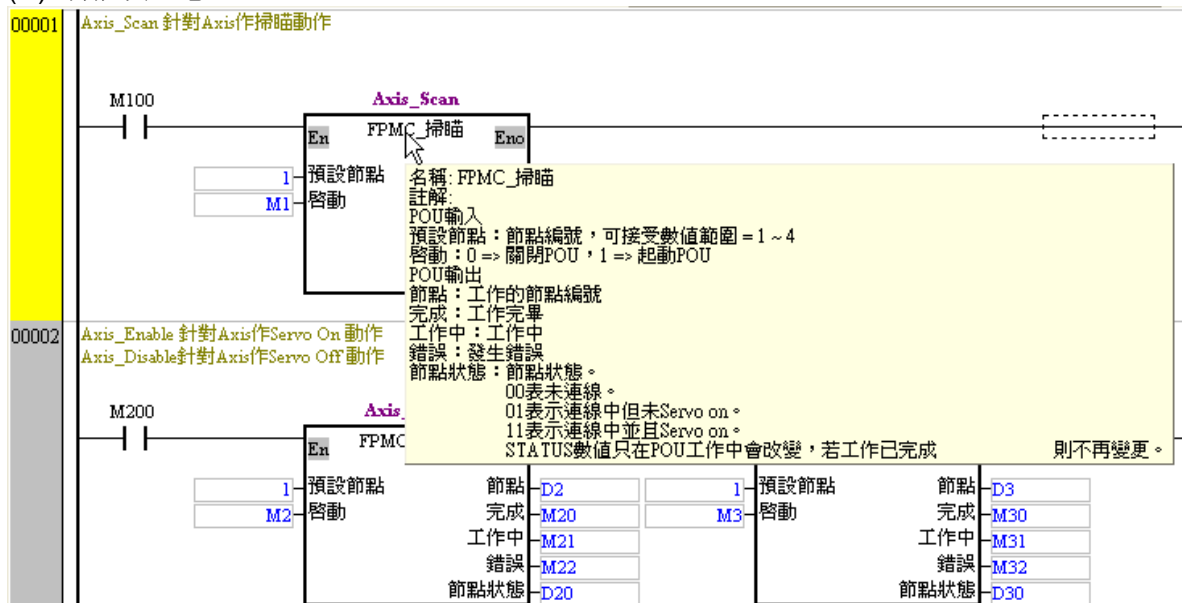 00001
Axis_Scan 針對Axis作掃瞄動作
M100
Axis_Scan
FPMC_掃瞄
En
Eno
1
預設節點
M1
啓動
名稱: FPMC_掃瞄
註解:
POU輸入
預設節點：節點編號，可接受數值範圍 = 1 ~ 4
啓動：0 => 關閉POU，1 => 起動POU
POU輸出
節點：工作的節點編號
完成：工作完畢
工作中：工作中
錯誤：發生錯誤
節點狀態：節點狀態。
00表未連線。
01表示連線中但未Servo on。
11表示連線中並且Servo on。
STATUS數值只在POU工作中會改變，若工作已完成 則不再變更。
00002
Axis_Enable 針對Axis作Servo On 動作
Axis_Disable針對Axis作Servo Off 動作
M200
Axis_
FPMC
En
1 預設節點 節點 D2 1 預設節點 節點 D3
M2 啓動 完成 M20 M3 啓動 完成 M30
工作中 M21 工作中 M31
錯誤 M22 錯誤 M32
節點狀態 D20 節點狀態 D30